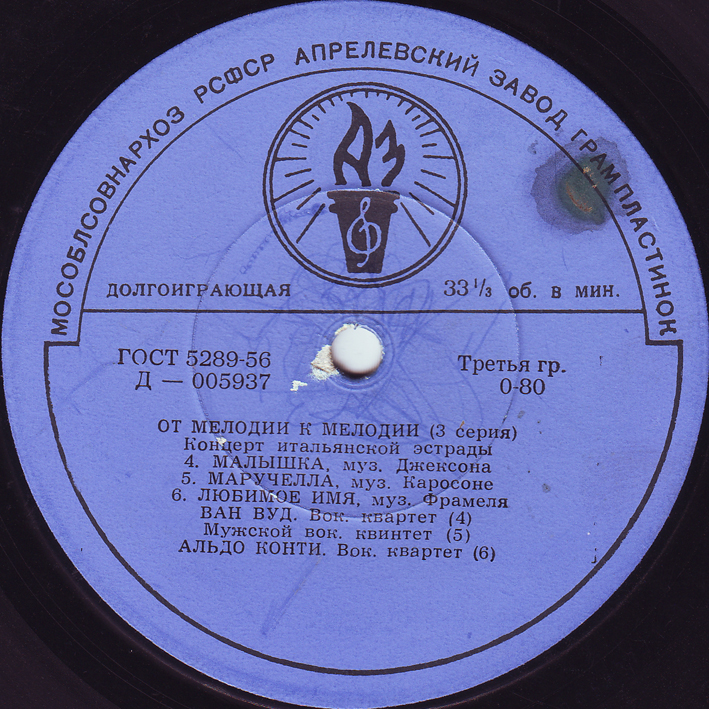 МОСОБЛСОВНАРХОЗ РСФСР АПРЕЛЕВСКИЙ ЗАВОД ГРАМПЛАСТИНОК
АЗ
ДОЛГОИГРАЮЩАЯ 33 1/3 об. в мин.
ГОСТ 5289-56 Третья гр.
Д — 005937 0-80
ОТ МЕЛОДИИ К МЕЛОДИИ (3 серия)
Концерт итальянской эстрады
4. МАЛЫШКА, муз. Джексона
5. МАРУЧЕЛЛА, муз. Каросоне
6. ЛЮБИМОЕ ИМЯ, муз. Фрамеля
ВАН ВУД. Вок. квартет (4)
Мужской вок. квинтет (5)
АЛЬДО КОНТИ. Вок. квартет (6)